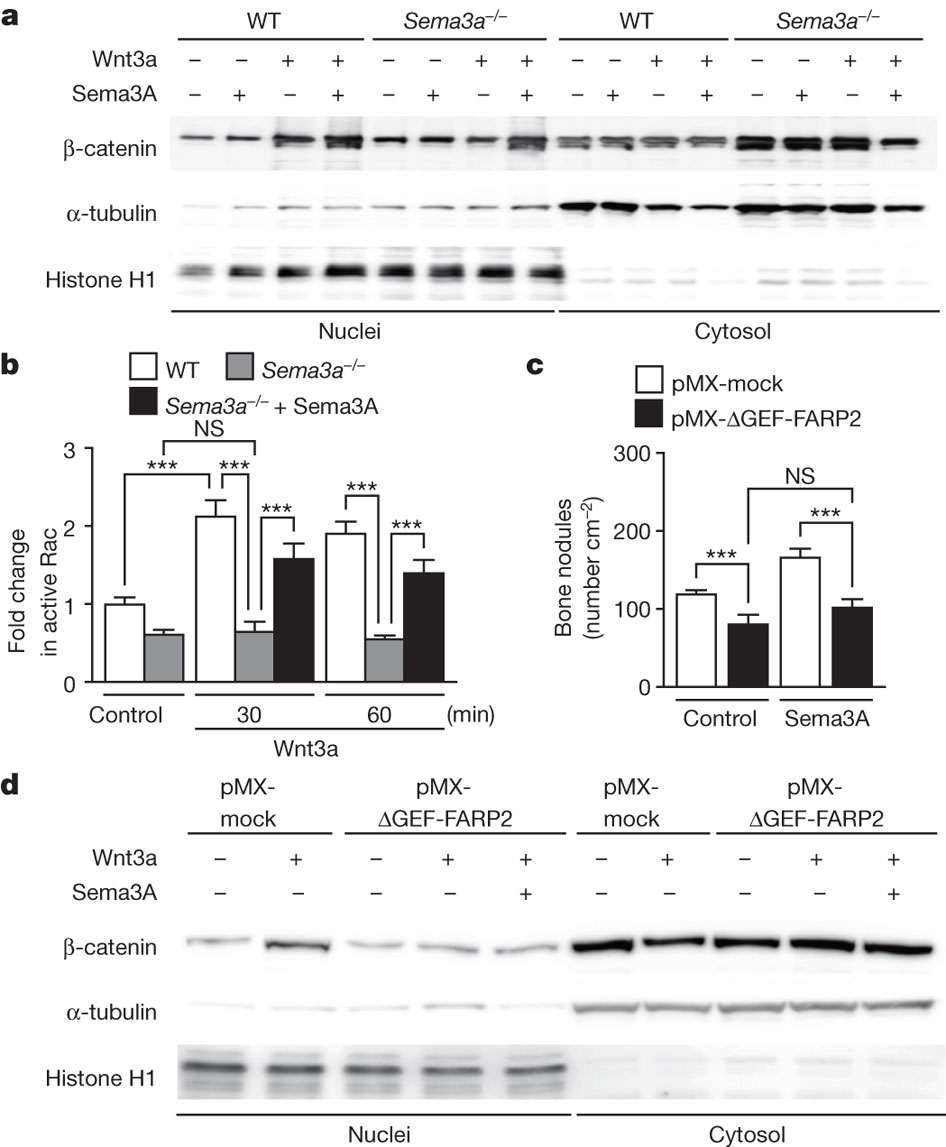 a
WT Sema3a–/– WT Sema3a–/–
Wnt3a – – + + – – + + – – + + – – + +
Sema3A – + – + – + – + – + – + – + – +
β-catenin
α-tubulin
Histone H1
Nuclei Cytosol
b
WT Sema3a–/–
Sema3a–/– + Sema3A
NS
*** *** *** *** ***
Fold change
in active Rac
3
2
1
0
Control 30 60 (min)
Wnt3a
c
pMX-mock
pMX-ΔGEF-FARP2
NS
*** ***
Bone nodules
(number cm–2)
300
200
100
0
Control Sema3A
d
pMX- pMX- pMX- pMX-
mock ΔGEF-FARP2 mock ΔGEF-FARP2
Wnt3a – + – + + – + – + +
Sema3A – – – – + – – – – +
β-catenin
α-tubulin
Histone H1
Nuclei Cytosol